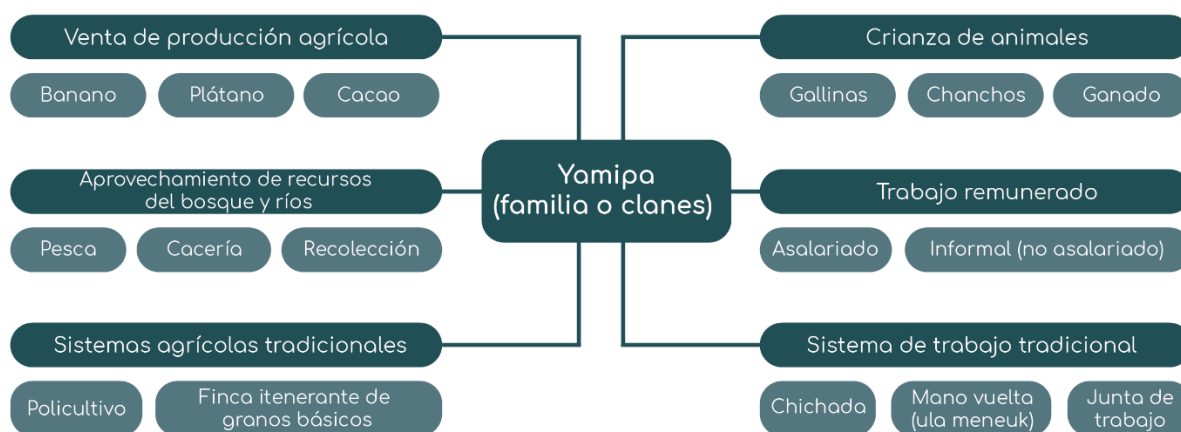 Venta de producción agrícola
Banano
Plátano
Cacao
Aprovechamiento de recursos
del bosque y ríos
Pesca
Cacería
Recolección
Sistemas agrícolas tradicionales
Policultivo
Finca itenerante de
granos básicos
Yamipa
(familia o clanes)
Crianza de animales
Gallinas
Chanchos
Ganado
Trabajo remunerado
Asalariado
Informal (no asalariado)
Sistema de trabajo tradicional
Chichada
Mano vuelta
(ula meneuk)
Junta de
trabajo